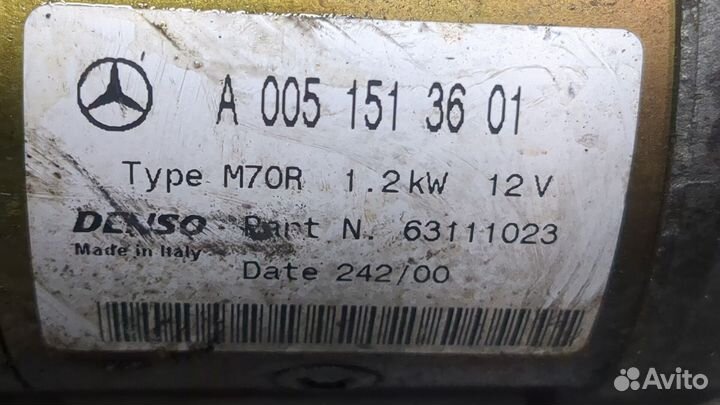 A 005 151 36 01
Type M70R 1.2kW 12V
DENSO Part N. 63111023
Made in Italy
Date 242/00
Avito